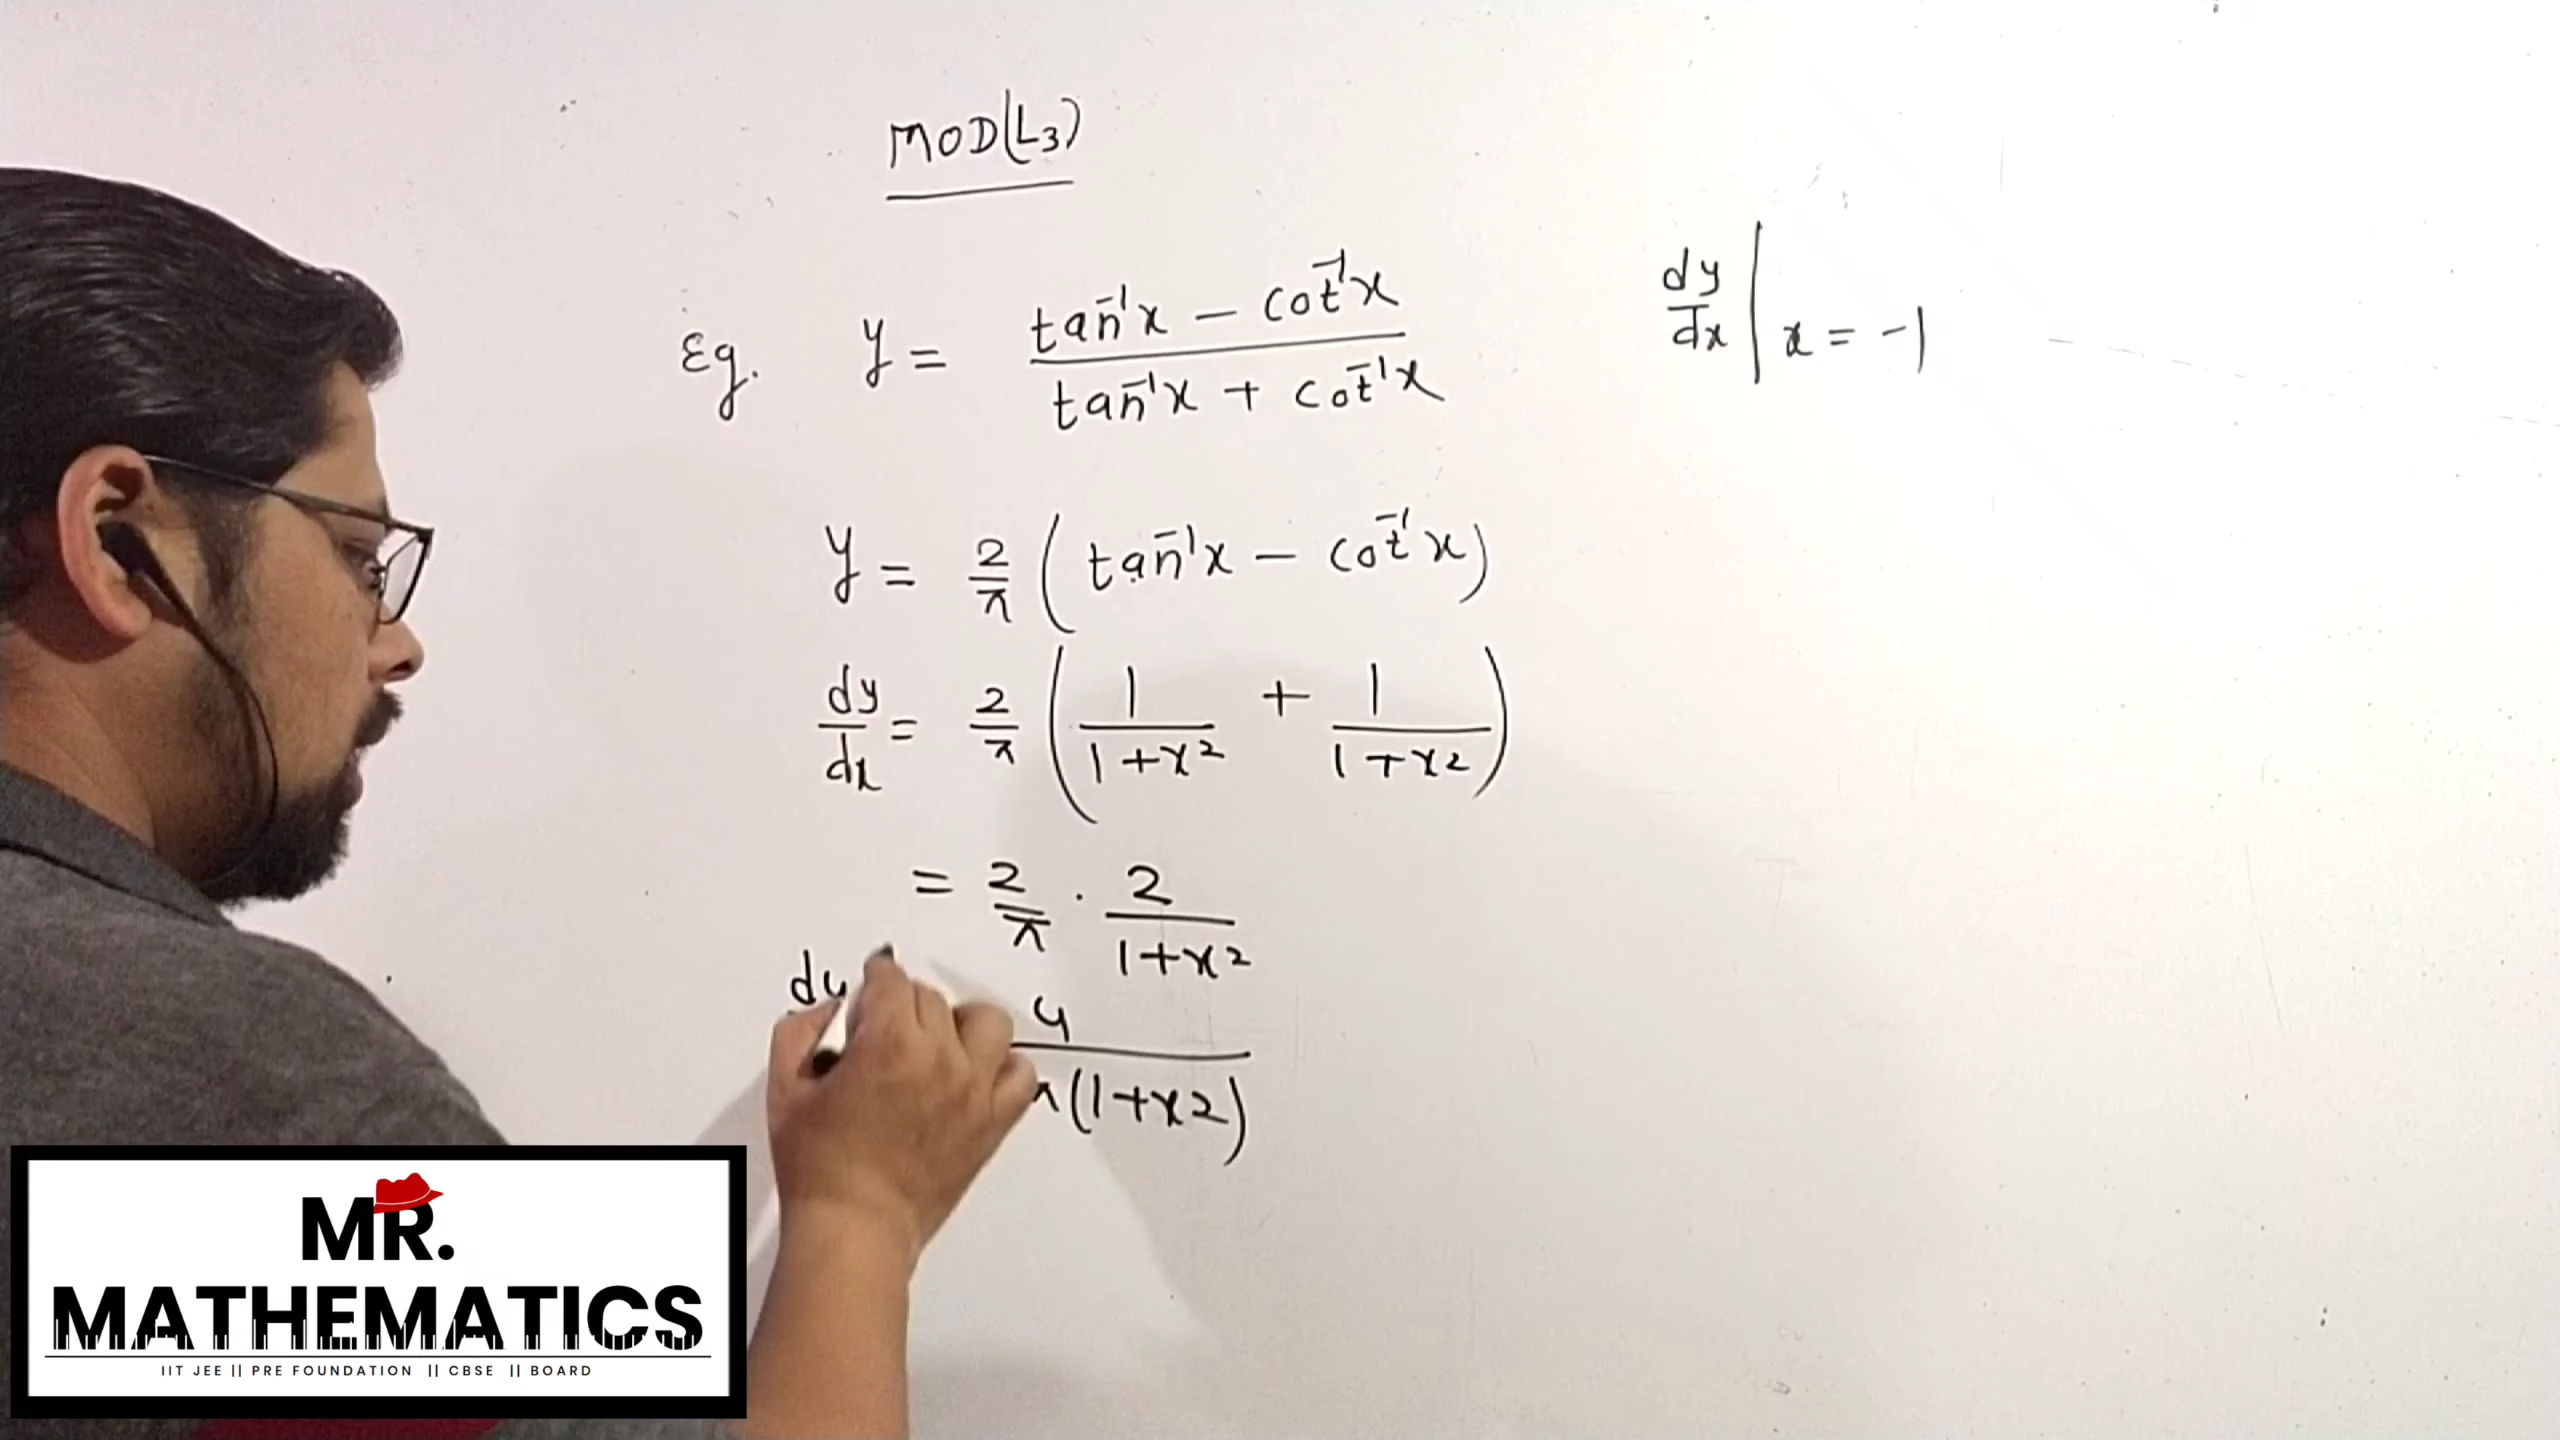 MOD(L3)
Eg. y = (tan⁻¹x − cot⁻¹x) / (tan⁻¹x + cot⁻¹x)
dy/dx | x = -1
y = 2/π (tan⁻¹x − cot⁻¹x)
dy/dx = 2/π (1/(1+x²) + 1/(1+x²))
= 2/π · 2/(1+x²)
dy 4/(π(1+x²))
MR.
MATHEMATICS
IIT JEE || PRE FOUNDATION || CBSE || BOARD